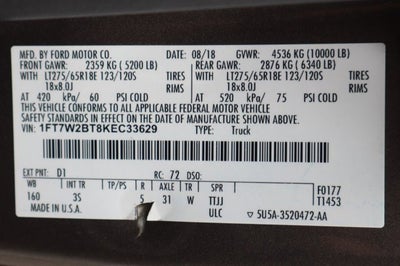 MFD. BY FORD MOTOR CO. 08/18 GVWR: 4536 KG (10000 LB)
FRONT GAWR: 2359 KG ( 5200 LB) REAR GAWR: 2876 KG ( 6340 LB)
WITH LT275/65R18E 123/120S TIRES WITH LT275/65R18E 123/120S TIRES
18x8.0J RIMS 18x8.0J RIMS
AT 420 kPa/ 60 PSI COLD AT 520 kPa/ 75 PSI COLD
THIS VEHICLE CONFORMS TO ALL APPLICABLE FEDERAL MOTOR VEHICLE
SAFETY STANDARDS IN EFFECT ON THE DATE OF MANUFACTURE SHOWN ABOVE.
VIN: 1FT7W2BT8KEC33629 TYPE: Truck
EXT PNT: D1 RC: 72 DSO:
WB INT TR TP/PS R AXLE TR SPR F0177
160 3S 5 31 W TTJJ T1453
MADE IN U.S.A. ULC 5U5A-3520472-AA